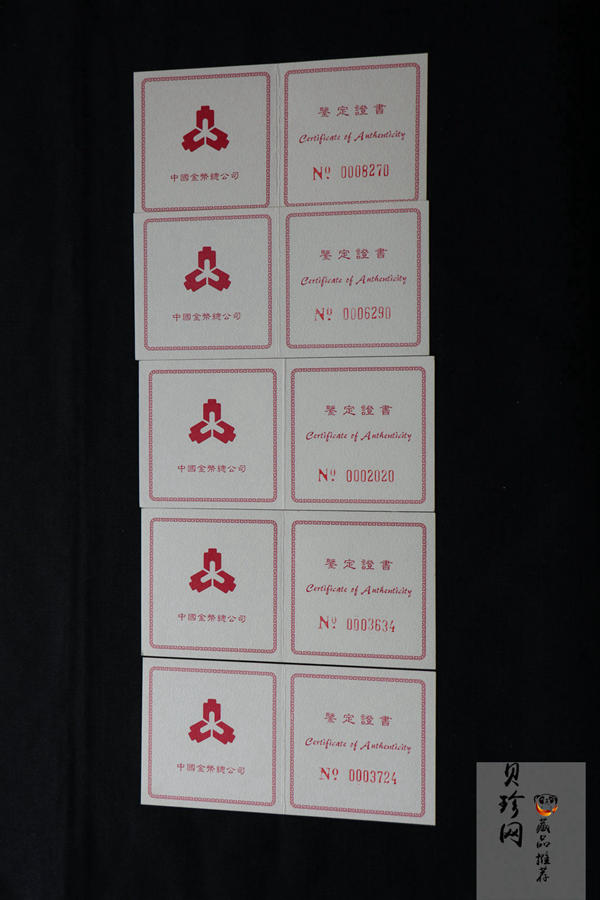 中國金幣總公司
鑒定證書
Certificate of Authenticity
Nº 0008270
中國金幣總公司
鑒定證書
Certificate of Authenticity
Nº 0006290
中國金幣總公司
鑒定證書
Certificate of Authenticity
Nº 0002020
中國金幣總公司
鑒定證書
Certificate of Authenticity
Nº 0003634
中國金幣總公司
鑒定證書
Certificate of Authenticity
Nº 0003724
贝珍网
藏品推荐